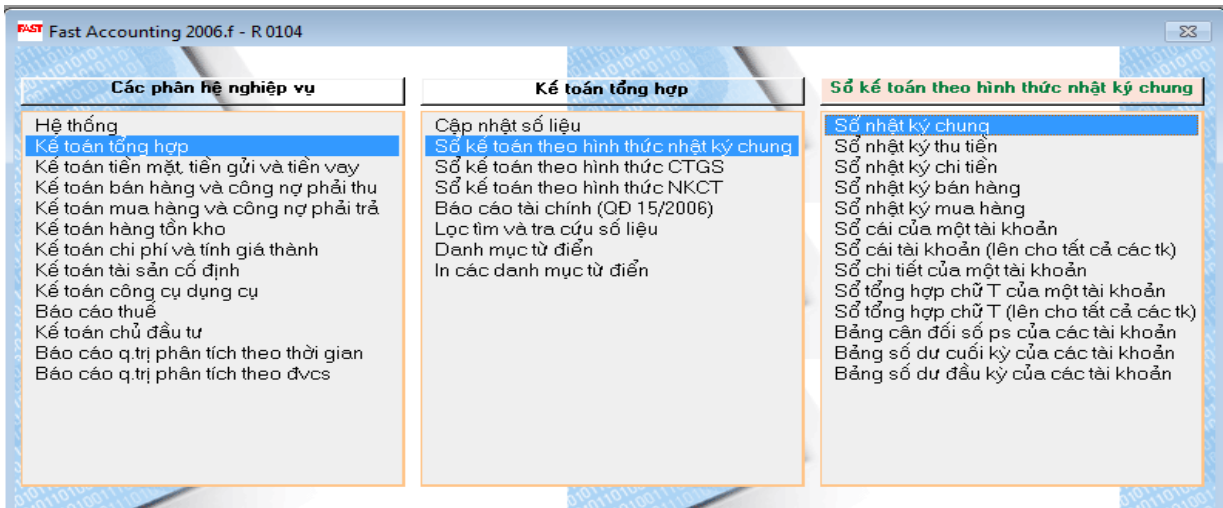 FAST Fast Accounting 2006.f - R 0104
Các phân hệ nghiệp vụ
Hệ thống
Kế toán tổng hợp
Kế toán tiền mặt, tiền gửi và tiền vay
Kế toán bán hàng và công nợ phải thu
Kế toán mua hàng và công nợ phải trả
Kế toán hàng tồn kho
Kế toán chi phí và tính giá thành
Kế toán tài sản cố định
Kế toán công cụ dụng cụ
Báo cáo thuế
Kế toán chủ đầu tư
Báo cáo q.trị phân tích theo thời gian
Báo cáo q.trị phân tích theo đvcs
Kế toán tổng hợp
Cập nhật số liệu
Sổ kế toán theo hình thức nhật ký chung
Sổ kế toán theo hình thức CTGS
Sổ kế toán theo hình thức NKCT
Báo cáo tài chính (QĐ 15/2006)
Lọc tìm và tra cứu số liệu
Danh mục từ điển
In các danh mục từ điển
Sổ kế toán theo hình thức nhật ký chung
Sổ nhật ký chung
Sổ nhật ký thu tiền
Sổ nhật ký chi tiền
Sổ nhật ký bán hàng
Sổ nhật ký mua hàng
Sổ cái của một tài khoản
Sổ cái tài khoản (lên cho tất cả các tk)
Sổ chi tiết của một tài khoản
Sổ tổng hợp chữ T của một tài khoản
Sổ tổng hợp chữ T (lên cho tất cả các tk)
Bảng cân đối số ps của các tài khoản
Bảng số dư cuối kỳ của các tài khoản
Bảng số dư đầu kỳ của các tài khoản